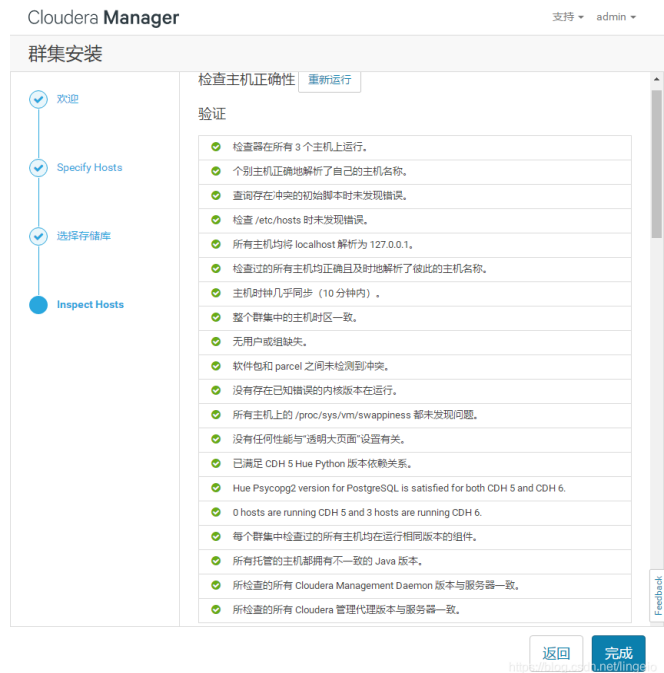 Cloudera Manager
支持 admin
群集安装
欢迎
Specify Hosts
选择存储库
Inspect Hosts
检查主机正确性 重新运行
验证
检查器在所有 3 个主机上运行。
个别主机正确地解析了自己的主机名称。
查询存在冲突的初始脚本时未发现错误。
检查 /etc/hosts 时未发现错误。
所有主机均将 localhost 解析为 127.0.0.1。
检查过的所有主机均正确且及时地解析了彼此的主机名称。
主机时钟几乎同步（10 分钟内）。
整个群集中的主机时区一致。
无用户或组缺失。
软件包和 parcel 之间未检测到冲突。
没有存在已知错误的内核版本在运行。
所有主机上的 /proc/sys/vm/swappiness 都未发现问题。
没有任何性能与“透明大页面”设置有关。
已满足 CDH 5 Hue Python 版本依赖关系。
Hue Psycopg2 version for PostgreSQL is satisfied for both CDH 5 and CDH 6.
0 hosts are running CDH 5 and 3 hosts are running CDH 6.
每个群集中检查过的所有主机均在运行相同版本的组件。
所有托管的主机都拥有不一致的 Java 版本。
所检查的所有 Cloudera Management Daemon 版本与服务器一致。
所检查的所有 Cloudera 管理代理版本与服务器一致。
Feedback
返回 完成